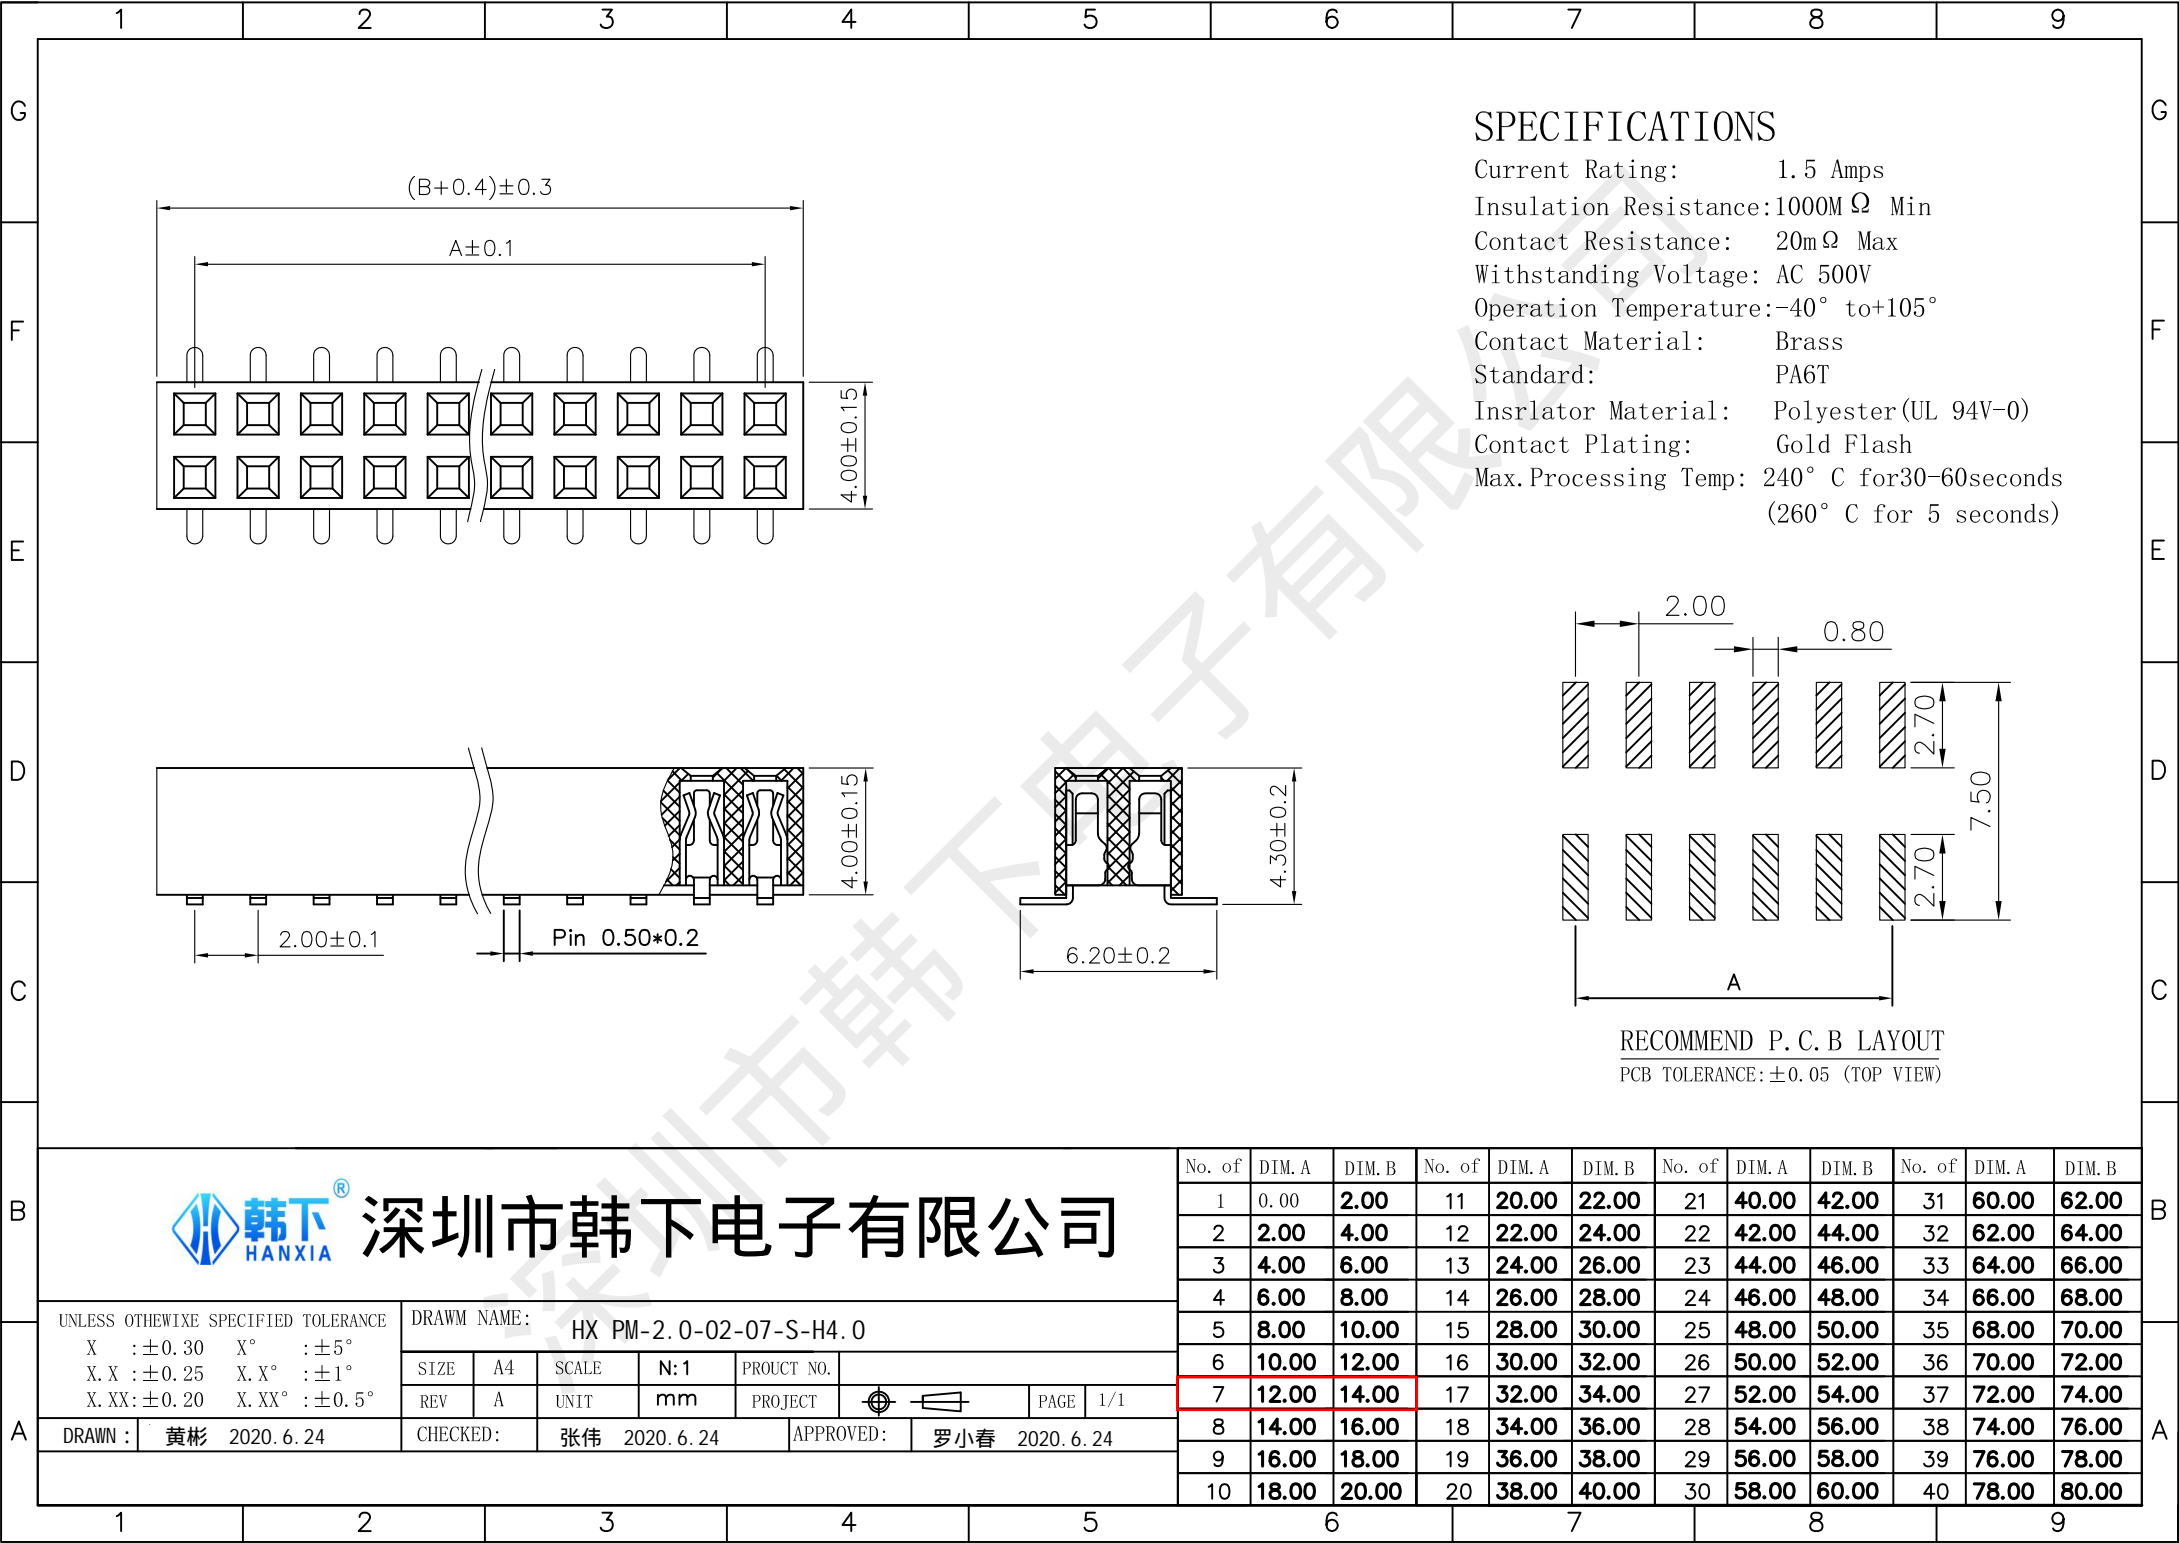 1 2 3 4 5 6 7 8 9
G G
F F
E E
D D
C C
B B
A A
(B+0.4)±0.3
A±0.1
4.00±0.15
SPECIFICATIONS
Current Rating: 1.5 Amps
Insulation Resistance:1000MΩ Min
Contact Resistance: 20mΩ Max
Withstanding Voltage: AC 500V
Operation Temperature:-40° to+105°
Contact Material: Brass
Standard: PA6T
Insrlator Material: Polyester(UL 94V-0)
Contact Plating: Gold Flash
Max.Processing Temp: 240°C for30-60seconds
(260°C for 5 seconds)
2.00
0.80
2.70
7.50
2.70
A
RECOMMEND P.C.B LAYOUT
PCB TOLERANCE:±0.05 (TOP VIEW)
4.00±0.15
2.00±0.1
Pin 0.50*0.2
4.30±0.2
6.20±0.2
深圳市韩下电子有限公司
韩下®
HANXIA
深圳市韩下电子有限公司
UNLESS OTHEWIXE SPECIFIED TOLERANCE
X :±0.30 X° :±5°
X.X :±0.25 X.X° :±1°
X.XX:±0.20 X.XX° :±0.5°
DRAWM NAME:
HX PM-2.0-02-07-S-H4.0
SIZE A4 SCALE N:1 PROUCT NO.
REV A UNIT mm PROJECT PAGE 1/1
DRAWN: 黄彬 2020.6.24 CHECKED: 张伟 2020.6.24 APPROVED: 罗小春 2020.6.24
No. of DIM.A DIM.B No. of DIM.A DIM.B No. of DIM.A DIM.B No. of DIM.A DIM.B
1 0.00 2.00 11 20.00 22.00 21 40.00 42.00 31 60.00 62.00
2 2.00 4.00 12 22.00 24.00 22 42.00 44.00 32 62.00 64.00
3 4.00 6.00 13 24.00 26.00 23 44.00 46.00 33 64.00 66.00
4 6.00 8.00 14 26.00 28.00 24 46.00 48.00 34 66.00 68.00
5 8.00 10.00 15 28.00 30.00 25 48.00 50.00 35 68.00 70.00
6 10.00 12.00 16 30.00 32.00 26 50.00 52.00 36 70.00 72.00
7 12.00 14.00 17 32.00 34.00 27 52.00 54.00 37 72.00 74.00
8 14.00 16.00 18 34.00 36.00 28 54.00 56.00 38 74.00 76.00
9 16.00 18.00 19 36.00 38.00 29 56.00 58.00 39 76.00 78.00
10 18.00 20.00 20 38.00 40.00 30 58.00 60.00 40 78.00 80.00
1 2 3 4 5 6 7 8 9